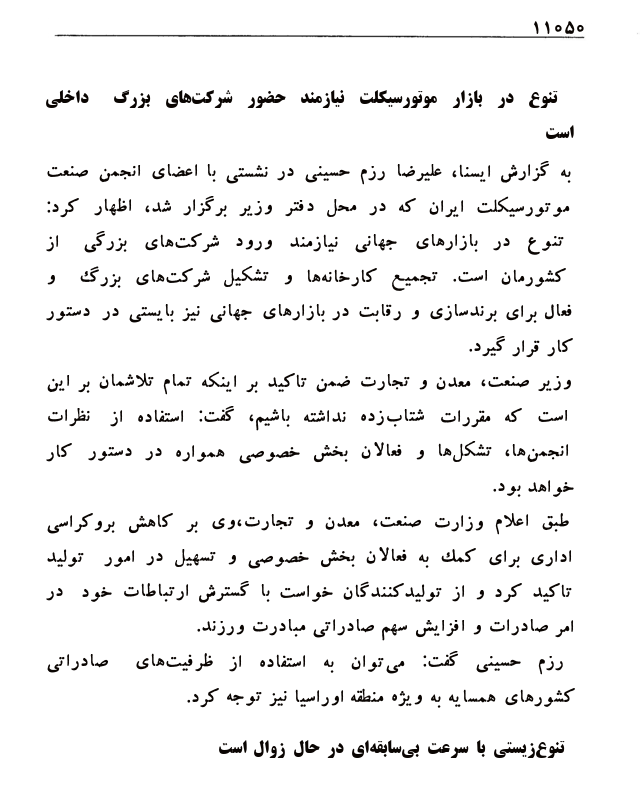 ۱۱۰۵۰
تنوع در بازار موتورسیکلت نیازمند حضور شرکت‌های بزرگ داخلی
است
به گزارش ایسنا، علیرضا رزم حسینی در نشستی با اعضای انجمن صنعت
موتورسیکلت ایران که در محل دفتر وزیر برگزار شد، اظهار کرد:
تنوع در بازارهای جهانی نیازمند ورود شرکت‌های بزرگی از
کشورمان است. تجمیع کارخانه‌ها و تشکیل شرکت‌های بزرگ و
فعال برای برندسازی و رقابت در بازارهای جهانی نیز بایستی در دستور
کار قرار گیرد.
وزیر صنعت، معدن و تجارت ضمن تاکید بر اینکه تمام تلاشمان بر این
است که مقررات شتاب‌زده نداشته باشیم، گفت: استفاده از نظرات
انجمن‌ها، تشکل‌ها و فعالان بخش خصوصی همواره در دستور کار
خواهد بود.
طبق اعلام وزارت صنعت، معدن و تجارت،وی بر کاهش بروکراسی
اداری برای کمک به فعالان بخش خصوصی و تسهیل در امور تولید
تاکید کرد و از تولیدکنندگان خواست با گسترش ارتباطات خود در
امر صادرات و افزایش سهم صادراتی مبادرت ورزند.
رزم حسینی گفت: می‌توان به استفاده از ظرفیت‌های صادراتی
کشورهای همسایه به ویژه منطقه اوراسیا نیز توجه کرد.
تنوع‌زیستی با سرعت بی‌سابقه‌ای در حال زوال است